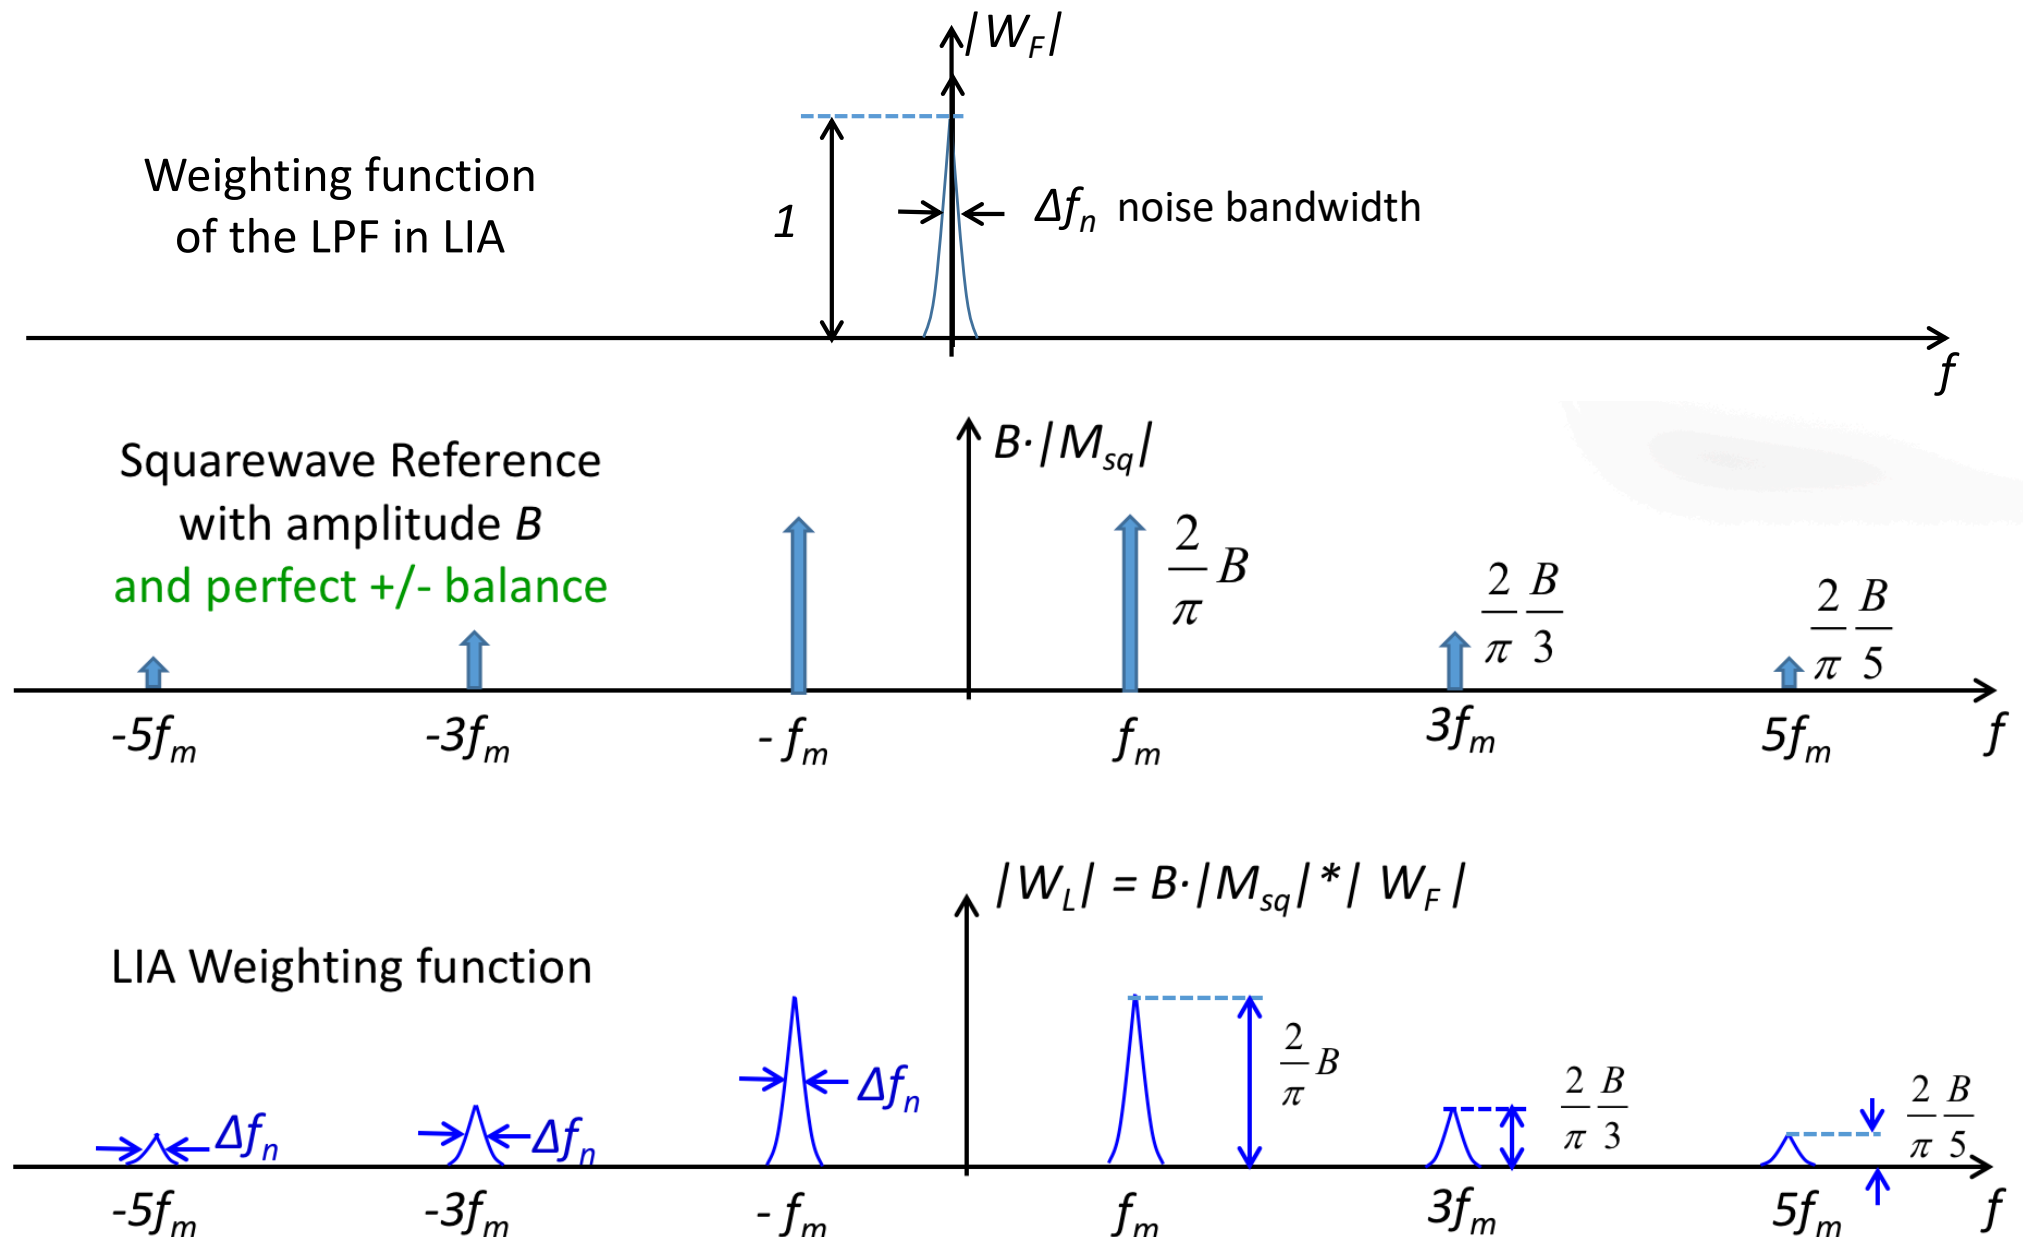 |W_F|
Weighting function
of the LPF in LIA
1
Δf_n noise bandwidth
f
B·|M_sq|
Squarewave Reference
with amplitude B
and perfect +/- balance
2/π B
2/π B/3
2/π B/5
-5f_m -3f_m - f_m f_m 3f_m 5f_m f
|W_L| = B·|M_sq|*| W_F |
LIA Weighting function
Δf_n Δf_n Δf_n
2/π B
2/π B/3
2/π B/5
-5f_m -3f_m - f_m f_m 3f_m 5f_m f